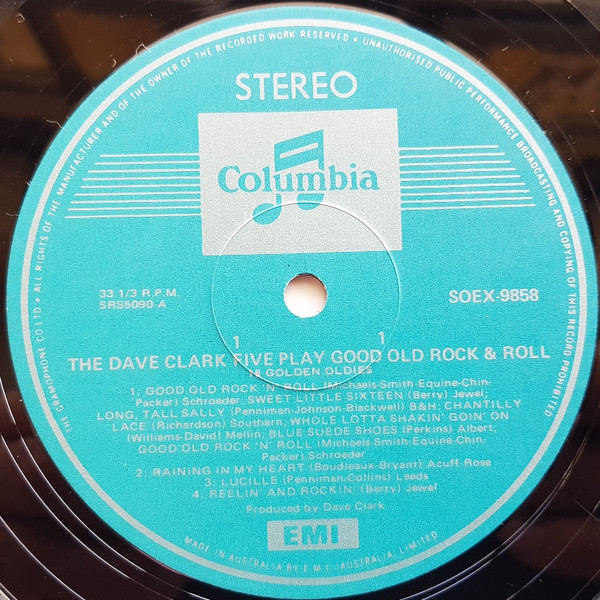 THE GRAMOPHONE CO LTD • ALL RIGHTS OF THE MANUFACTURER AND OF THE OWNER OF THE RECORDED WORK RESERVED • UNAUTHORISED PUBLIC PERFORMANCE BROADCASTING AND COPYING OF THIS RECORD PROHIBITED
STEREO
Columbia
33 1/3 R.P.M.
SRS5090-A
SOEX-9858
1 1
THE DAVE CLARK FIVE PLAY GOOD OLD ROCK & ROLL
18 GOLDEN OLDIES
1. GOOD OLD ROCK 'N' ROLL (Michaels-Smith-Equine-Chin-
Packer) Schroeder, SWEET LITTLE SIXTEEN (Berry) Jewel;
LONG, TALL SALLY (Penniman-Johnson-Blackwell) B&H; CHANTILLY
LACE (Richardson) Southern; WHOLE LOTTA SHAKIN' GOIN' ON
(Williams-David) Mellin; BLUE SUEDE SHOES (Perkins) Albert,
GOOD OLD ROCK 'N' ROLL (Michaels-Smith-Equine-Chin-
Packer) Schroeder
2: RAINING IN MY HEART (Boudleaux-Bryant) Acuff-Rose
3. LUCILLE (Penniman-Collins) Leeds
4. REELIN' AND ROCKIN' (Berry) Jewel
Produced by Dave Clark
EMI
MADE IN AUSTRALIA BY E.M.I. (AUSTRALIA) LIMITED